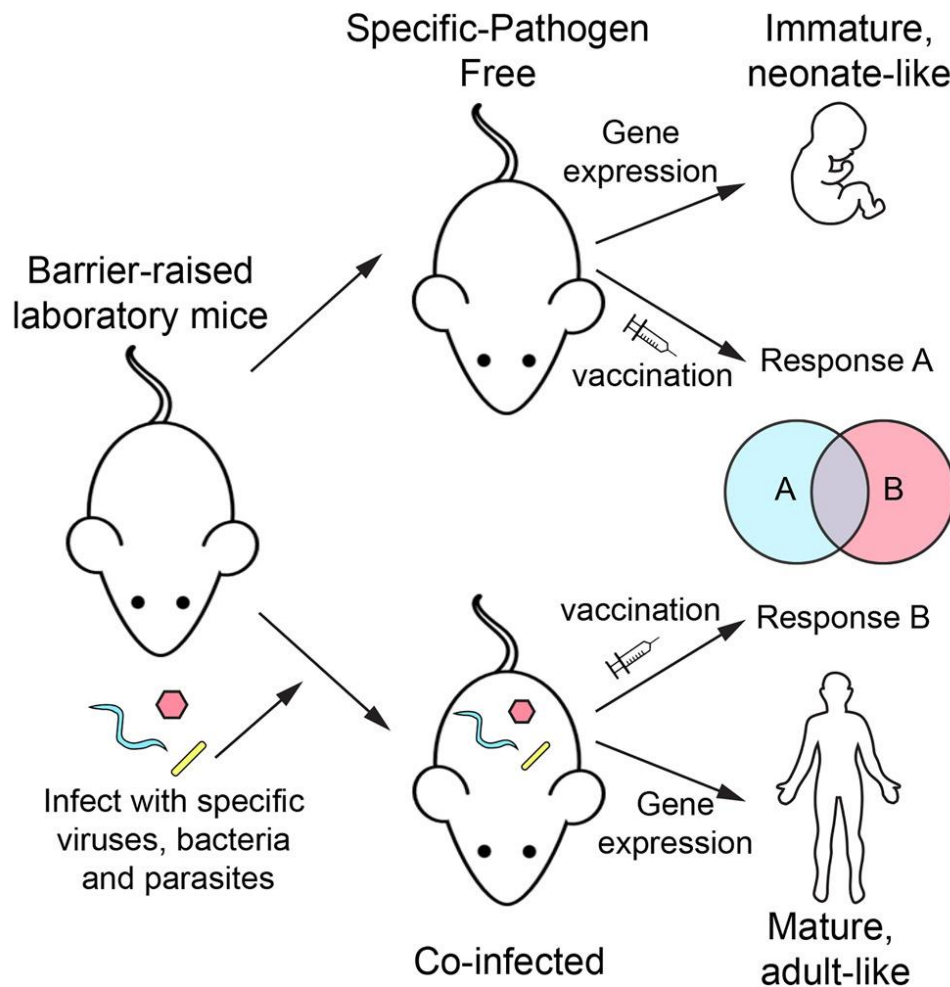 Specific-Pathogen
Free
Immature,
neonate-like
Gene
expression
Barrier-raised
laboratory mice
vaccination
Response A
A
B
vaccination
Response B
Infect with specific
viruses, bacteria
and parasites
Gene
expression
Co-infected
Mature,
adult-like